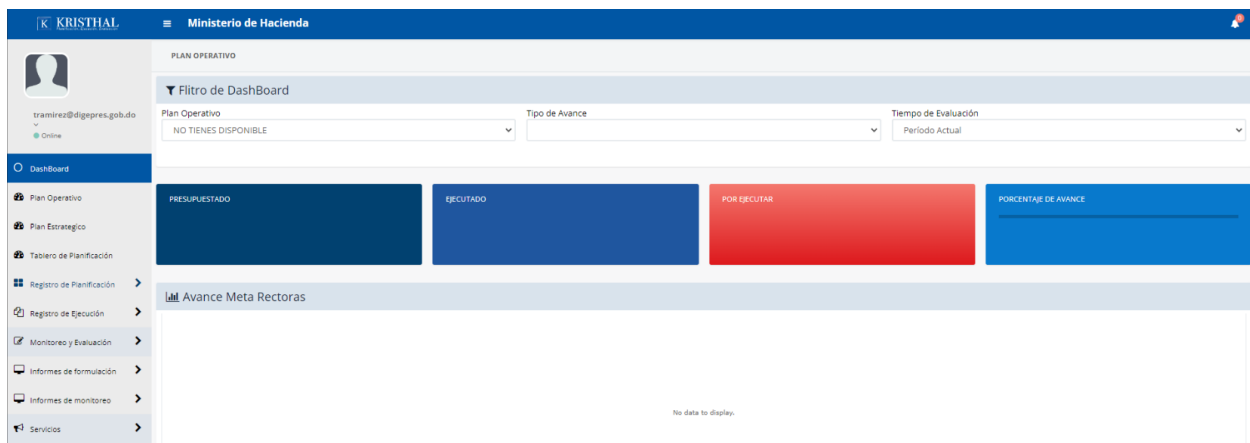 K KRISTHAL
Ministerio de Hacienda
tramirez@digepres.gob.do
Online
DashBoard
Plan Operativo
Plan Estrategico
Tablero de Planificación
Registro de Planificación
Registro de Ejecución
Monitoreo y Evaluación
Informes de formulación
Informes de monitoreo
Servicios
PLAN OPERATIVO
Flitro de DashBoard
Plan Operativo
NO TIENES DISPONIBLE
Tipo de Avance
Tiempo de Evaluación
Período Actual
PRESUPUESTADO
EJECUTADO
POR EJECUTAR
PORCENTAJE DE AVANCE
Avance Meta Rectoras
No data to display.